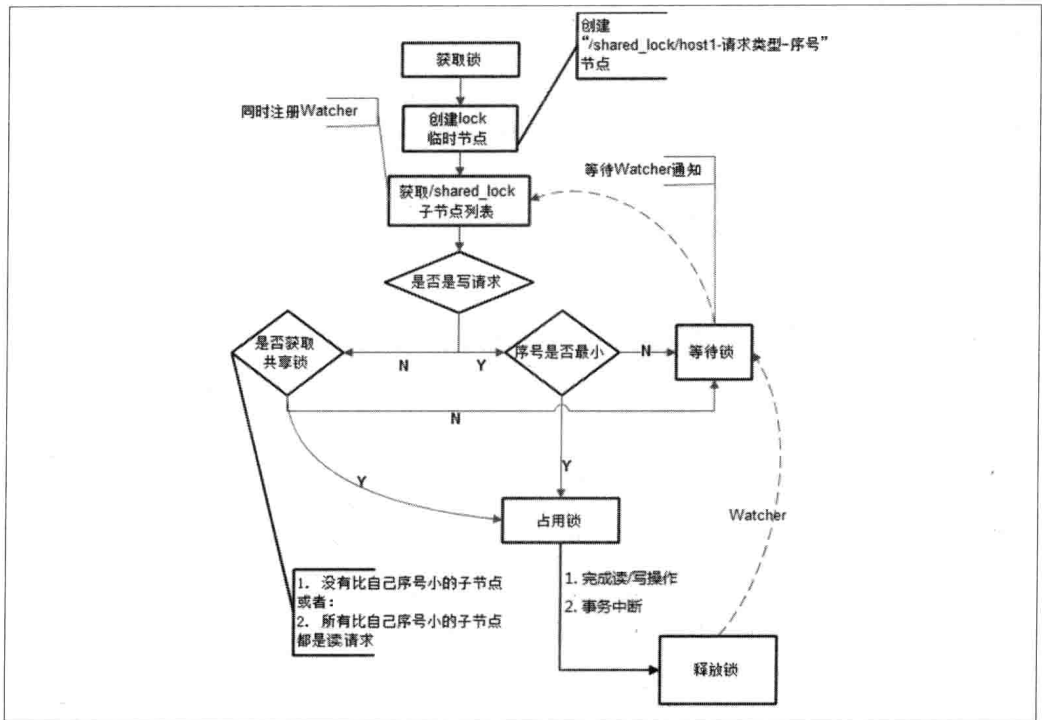 创建
“/shared_lock/host1-请求类型-序号”
节点
获取锁
同时注册Watcher
创建lock
临时节点
等待Watcher通知
获取/shared_lock
子节点列表
是否是写请求
是否获取
共享锁
N
Y
序号是否最小
N
等待锁
N
Y
Y
占用锁
Watcher
1. 完成读/写操作
2. 事务中断
1. 没有比自己序号小的子节点
或者:
2. 所有比自己序号小的子节点
都是读请求
释放锁